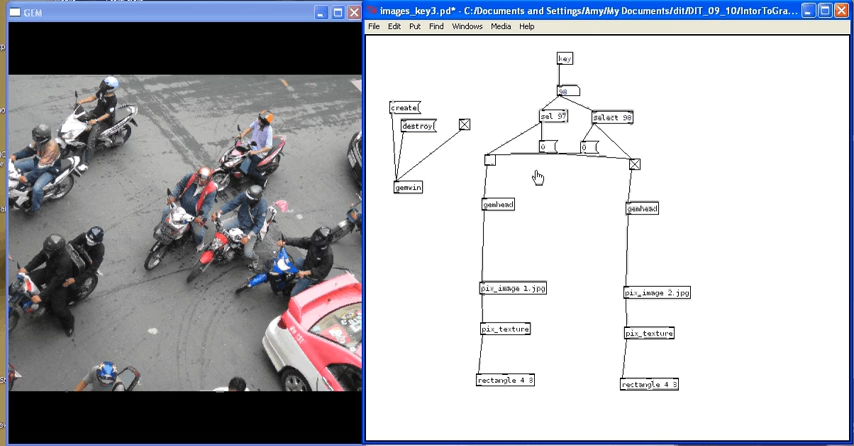 GEM
images_key3.pd* - C:/Documents and Settings/Amy/My Documents/dit/DIT_09_10/IntorToGra...
File Edit Put Find Windows Media Help
key
98
create
sel 97
select 98
destroy
0
0
gemwin
gemhead
gemhead
pix_image 1.jpg
pix_image 2.jpg
pix_texture
pix_texture
rectangle 4 3
rectangle 4 3